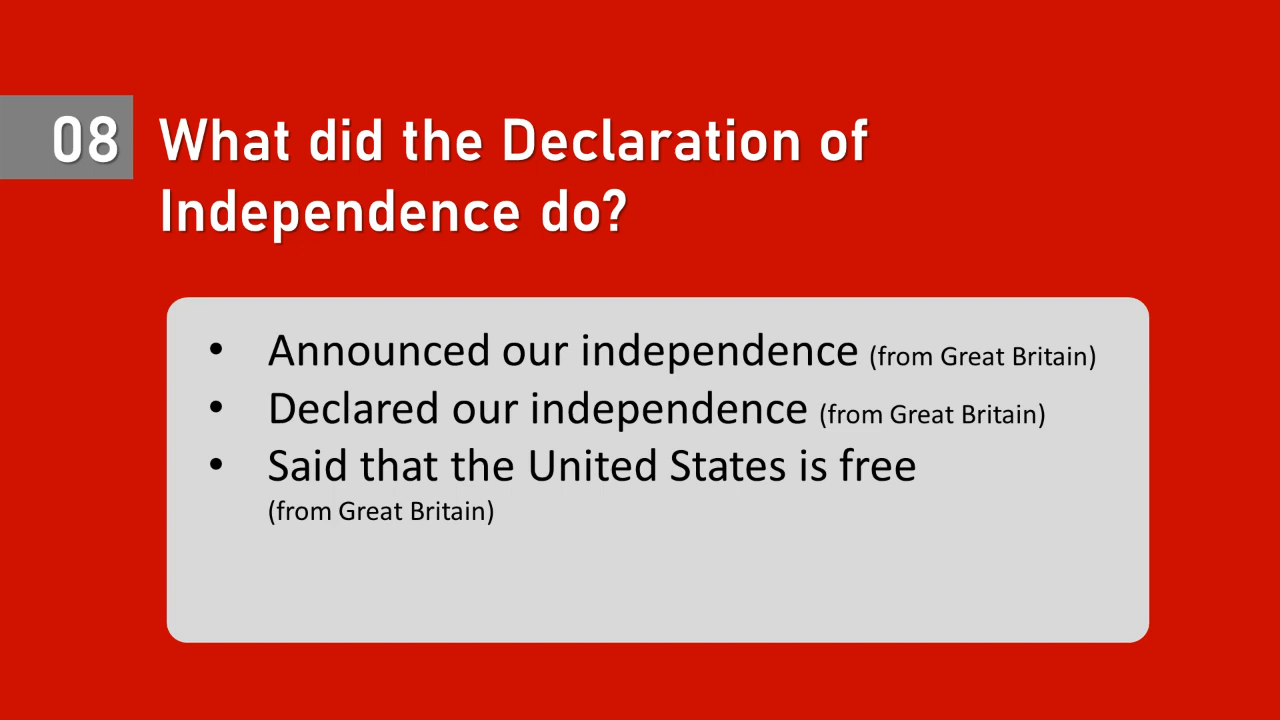 08 What did the Declaration of
Independence do?
• Announced our independence (from Great Britain)
• Declared our independence (from Great Britain)
• Said that the United States is free
(from Great Britain)